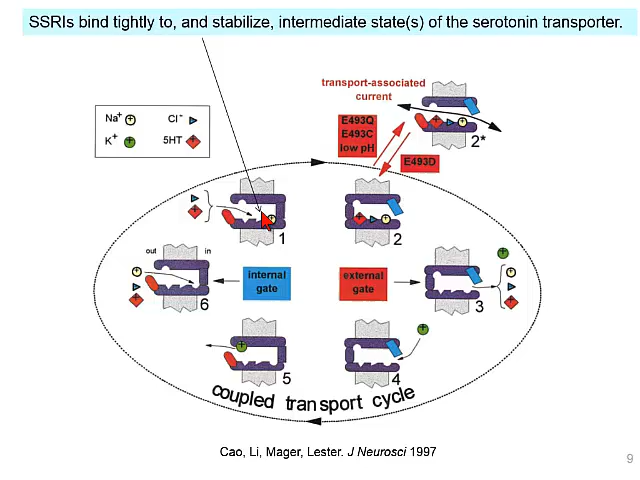 SSRIs bind tightly to, and stabilize, intermediate state(s) of the serotonin transporter.
transport-associated
current
Na+ Cl-
K+ 5HT
E493Q
E493C
low pH
E493D
2*
1
2
out in
internal
gate
external
gate
6
3
5
4
coupled transport cycle
Cao, Li, Mager, Lester. J Neurosci 1997
9